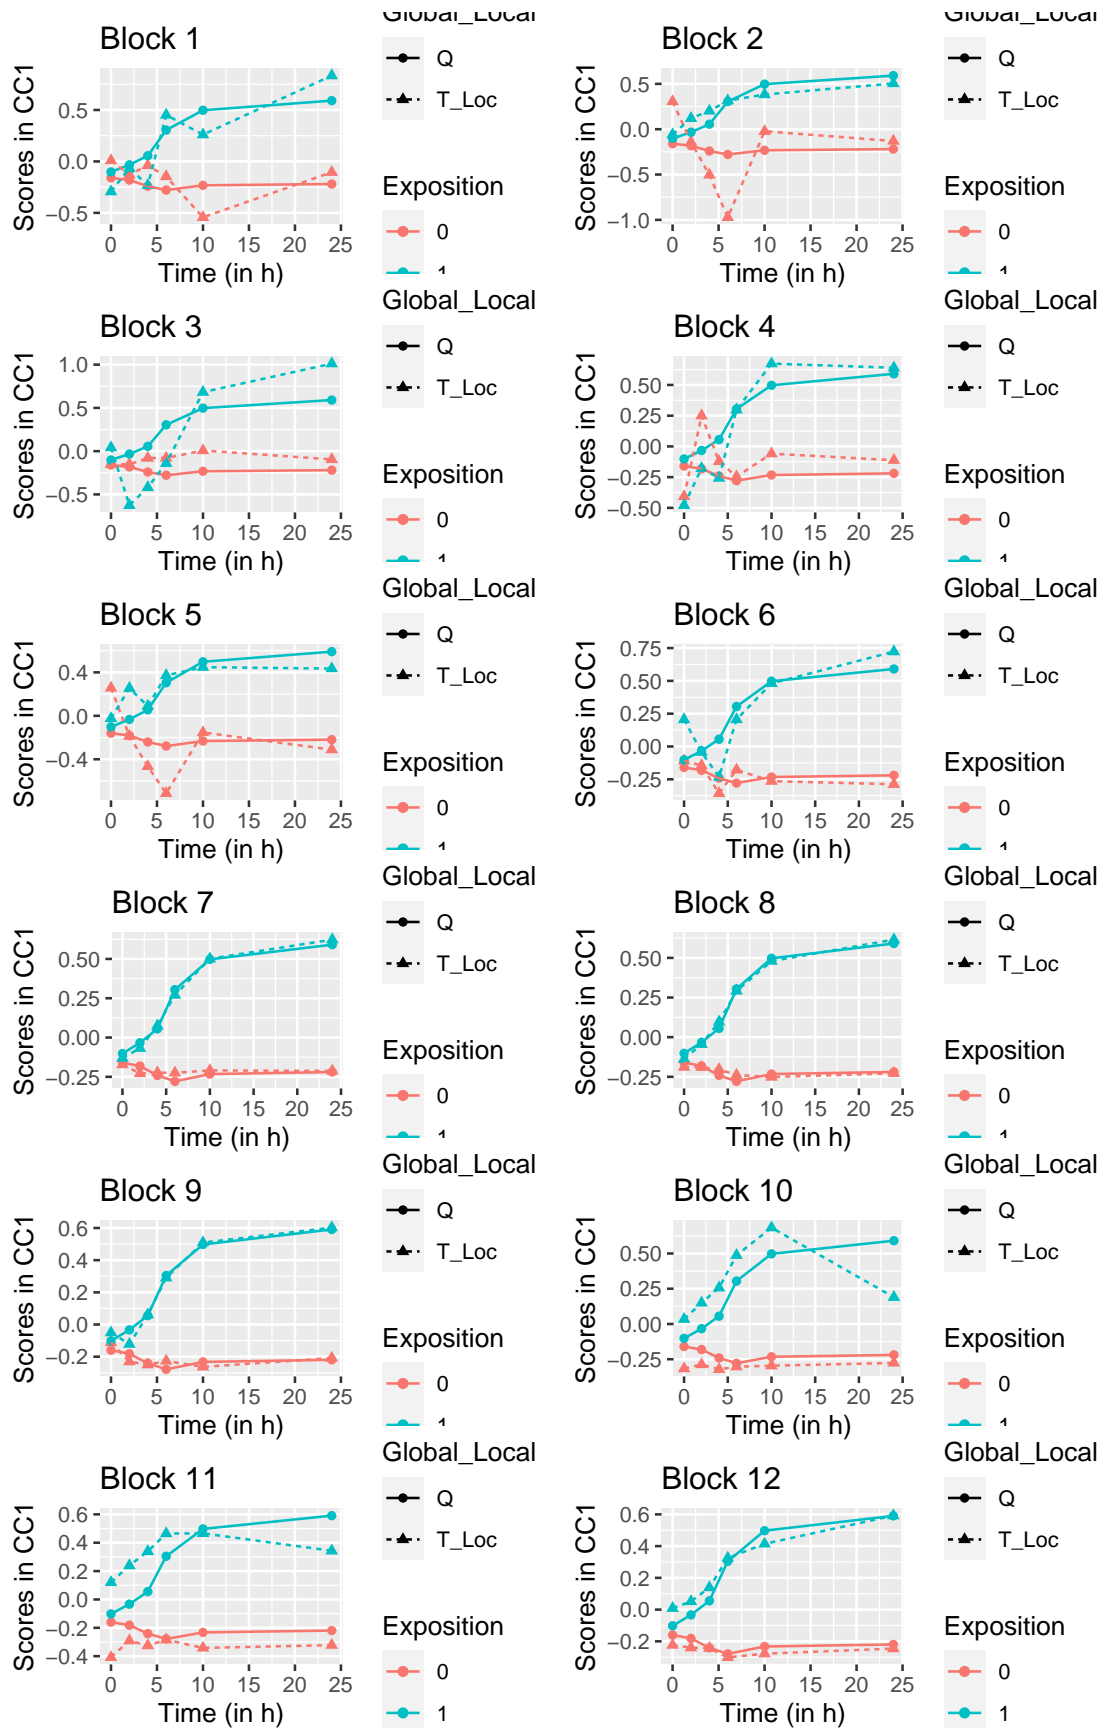 Global_Local
Block 1
Q
T_Loc
Scores in CC1
0.5
0.0
−0.5
Exposition
0
1
0 5 10 15 20 25
Time (in h)
Global_Local
Block 2
Q
T_Loc
Scores in CC1
0.5
0.0
−0.5
−1.0
Exposition
0
1
0 5 10 15 20 25
Time (in h)
Global_Local
Block 3
Q
T_Loc
Scores in CC1
1.0
0.5
0.0
−0.5
Exposition
0
1
0 5 10 15 20 25
Time (in h)
Global_Local
Block 4
Q
T_Loc
Scores in CC1
0.50
0.25
0.00
−0.25
−0.50
Exposition
0
1
0 5 10 15 20 25
Time (in h)
Global_Local
Block 5
Q
T_Loc
Scores in CC1
0.4
0.0
−0.4
Exposition
0
1
0 5 10 15 20 25
Time (in h)
Global_Local
Block 6
Q
T_Loc
Scores in CC1
0.75
0.50
0.25
0.00
−0.25
Exposition
0
1
0 5 10 15 20 25
Time (in h)
Global_Local
Block 7
Q
T_Loc
Scores in CC1
0.50
0.25
0.00
−0.25
Exposition
0
1
0 5 10 15 20 25
Time (in h)
Global_Local
Block 8
Q
T_Loc
Scores in CC1
0.50
0.25
0.00
−0.25
Exposition
0
1
0 5 10 15 20 25
Time (in h)
Global_Local
Block 9
Q
T_Loc
Scores in CC1
0.6
0.4
0.2
0.0
−0.2
Exposition
0
1
0 5 10 15 20 25
Time (in h)
Global_Local
Block 10
Q
T_Loc
Scores in CC1
0.50
0.25
0.00
−0.25
Exposition
0
1
0 5 10 15 20 25
Time (in h)
Global_Local
Block 11
Q
T_Loc
Scores in CC1
0.6
0.4
0.2
0.0
−0.2
−0.4
Exposition
0
1
0 5 10 15 20 25
Time (in h)
Global_Local
Block 12
Q
T_Loc
Scores in CC1
0.6
0.4
0.2
0.0
−0.2
Exposition
0
1
0 5 10 15 20 25
Time (in h)